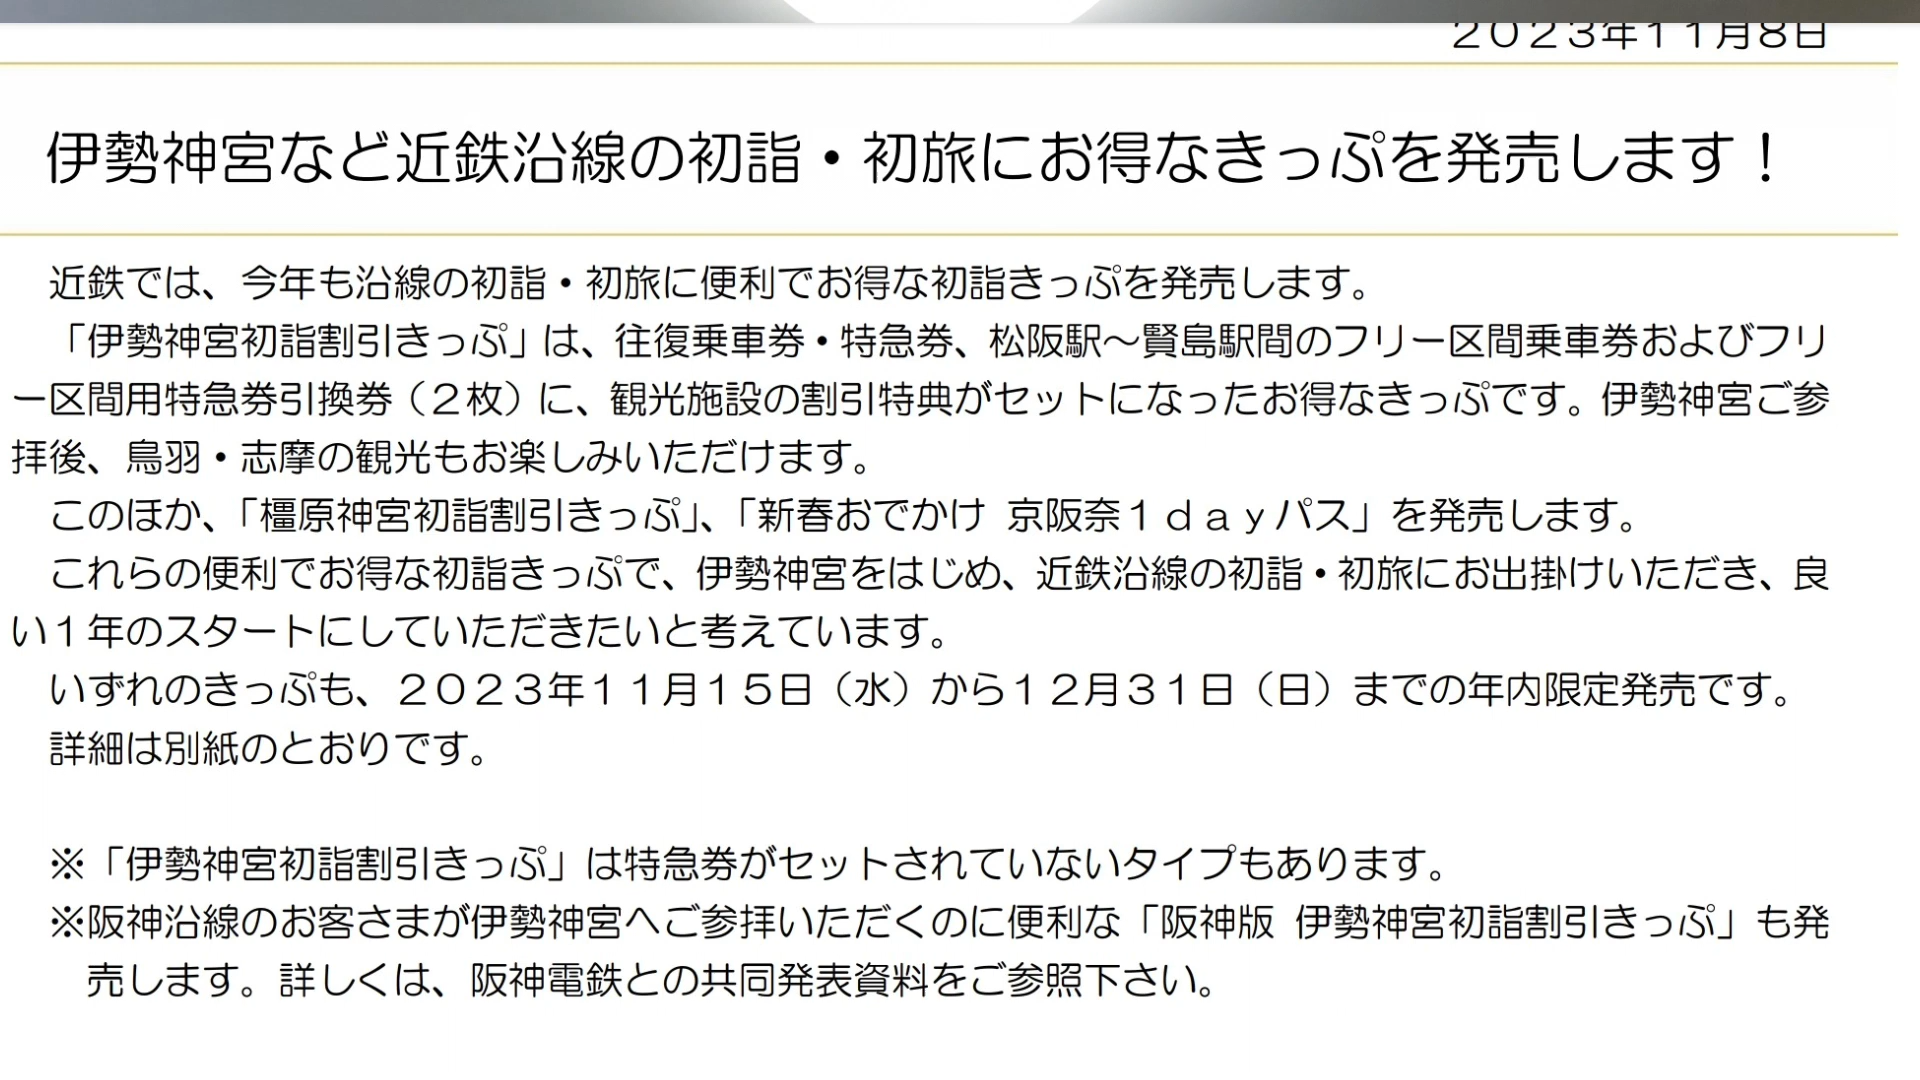 ２０２３年１１月８日
伊勢神宮など近鉄沿線の初詣・初旅にお得なきっぷを発売します！
近鉄では、今年も沿線の初詣・初旅に便利でお得な初詣きっぷを発売します。
「伊勢神宮初詣割引きっぷ」は、往復乗車券・特急券、松阪駅～賢島駅間のフリー区間乗車券およびフリ
ー区間用特急券引換券（２枚）に、観光施設の割引特典がセットになったお得なきっぷです。伊勢神宮ご参
拝後、鳥羽・志摩の観光もお楽しみいただけます。
このほか、「橿原神宮初詣割引きっぷ」、「新春おでかけ 京阪奈１ｄａｙパス」を発売します。
これらの便利でお得な初詣きっぷで、伊勢神宮をはじめ、近鉄沿線の初詣・初旅にお出掛けいただき、良
い１年のスタートにしていただきたいと考えています。
いずれのきっぷも、２０２３年１１月１５日（水）から１２月３１日（日）までの年内限定発売です。
詳細は別紙のとおりです。
※「伊勢神宮初詣割引きっぷ」は特急券がセットされていないタイプもあります。
※阪神沿線のお客さまが伊勢神宮へご参拝いただくのに便利な「阪神版 伊勢神宮初詣割引きっぷ」も発
売します。詳しくは、阪神電鉄との共同発表資料をご参照下さい。